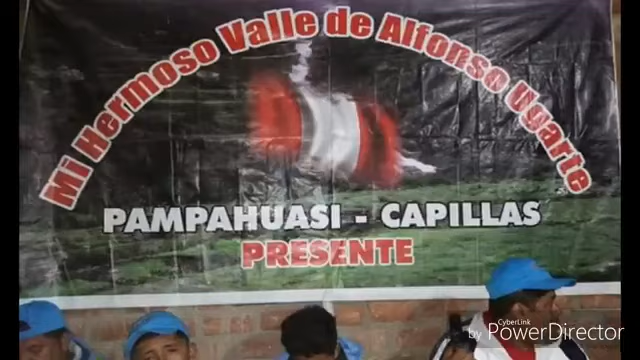 Mi Hermoso Valle de Alfonso Ugarte
PAMPAHUASI - CAPILLAS
PRESENTE
CyberLink
by PowerDirector